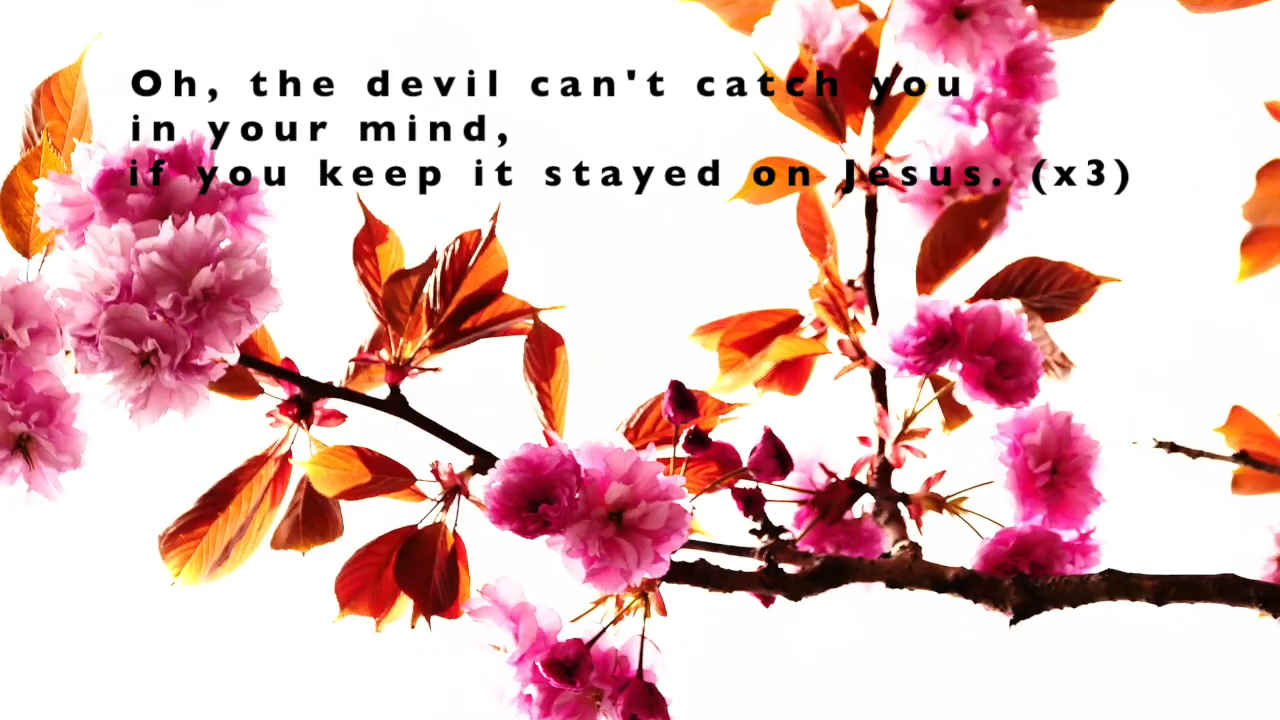 Oh, the devil can't catch you
in your mind,
if you keep it stayed on Jesus. (x3)